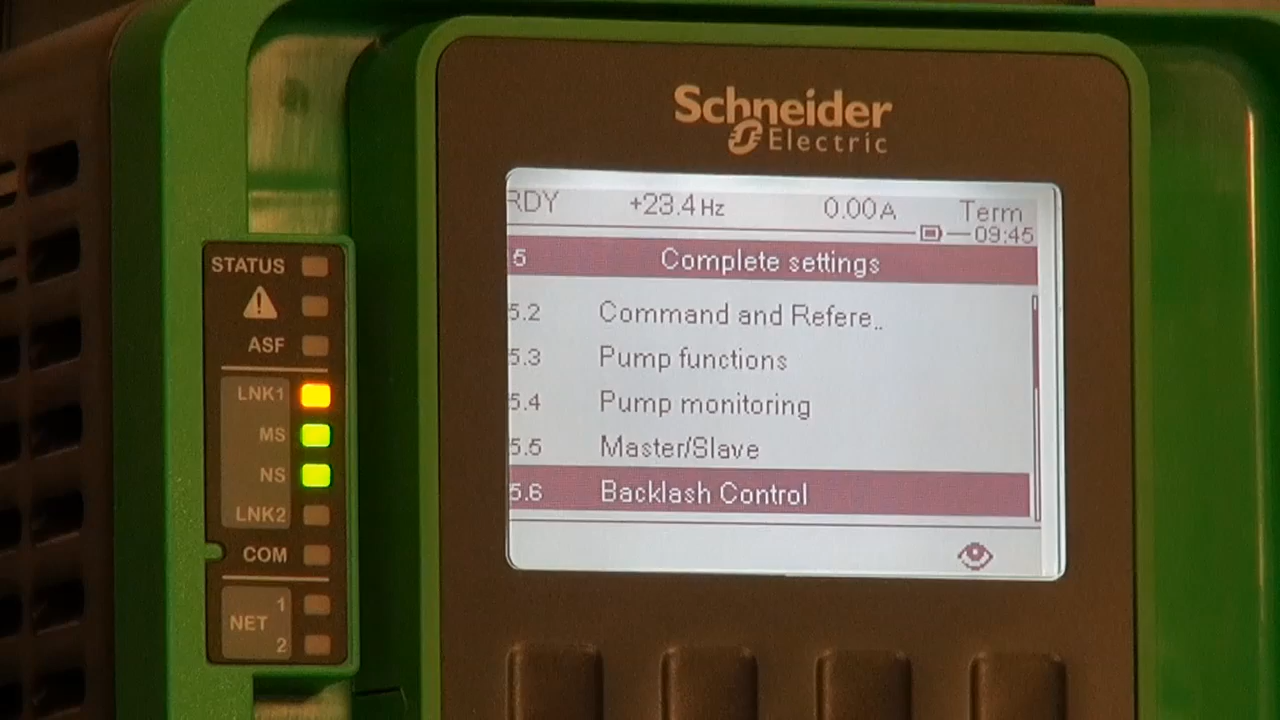 Schneider
Electric
RDY +23.4 Hz 0.00A Term
09:45
5 Complete settings
5.2 Command and Refere..
5.3 Pump functions
5.4 Pump monitoring
5.5 Master/Slave
5.6 Backlash Control
STATUS
ASF
LNK1
MS
NS
LNK2
COM
NET 1
2